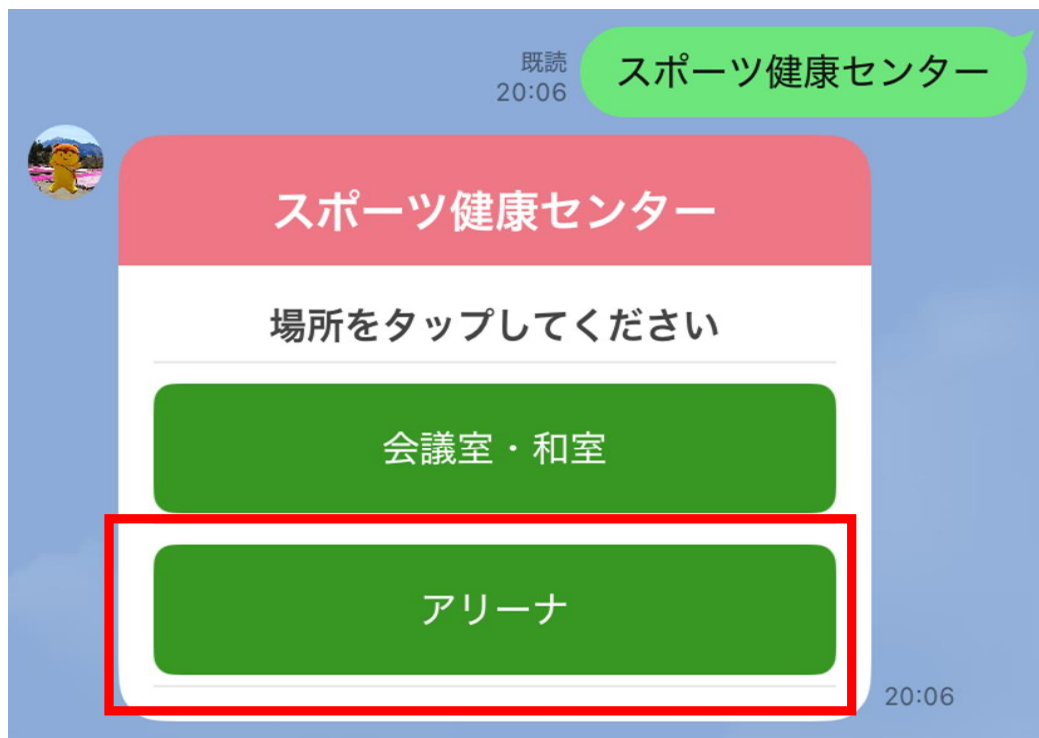 既読
20:06
スポーツ健康センター
スポーツ健康センター
場所をタップしてください
会議室・和室
アリーナ
20:06